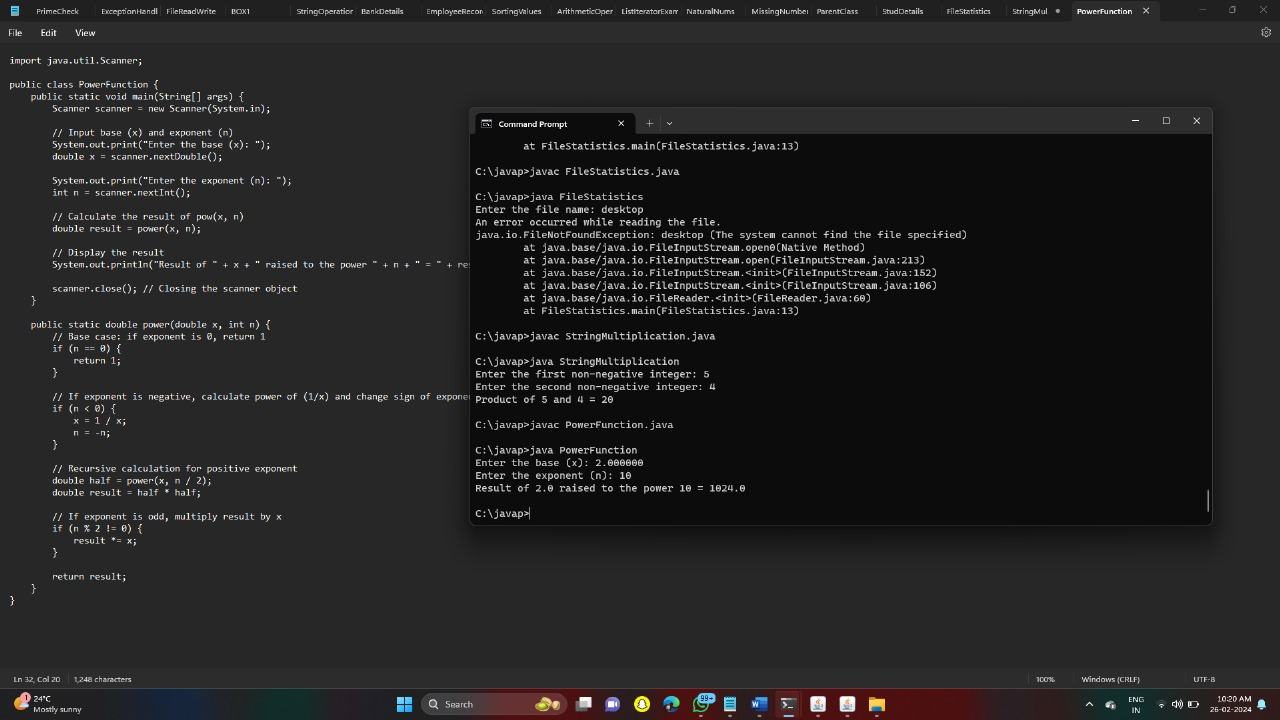 PrimeCheck ExceptionHandl FileReadWrite BOX1 StringOperation BankDetails EmployeeRecor SortingValues ArithmeticOper ListIteratorExam NaturalNums MissingNumber ParentClass StudDetails FileStatistics StringMul PowerFunction
File Edit View
import java.util.Scanner;
public class PowerFunction {
public static void main(String[] args) {
Scanner scanner = new Scanner(System.in);
// Input base (x) and exponent (n)
System.out.print("Enter the base (x): ");
double x = scanner.nextDouble();
System.out.print("Enter the exponent (n): ");
int n = scanner.nextInt();
// Calculate the result of pow(x, n)
double result = power(x, n);
// Display the result
System.out.println("Result of " + x + " raised to the power " + n + " = " + res
scanner.close(); // Closing the scanner object
}
public static double power(double x, int n) {
// Base case: if exponent is 0, return 1
if (n == 0) {
return 1;
}
// If exponent is negative, calculate power of (1/x) and change sign of expone
if (n < 0) {
x = 1 / x;
n = -n;
}
// Recursive calculation for positive exponent
double half = power(x, n / 2);
double result = half * half;
// If exponent is odd, multiply result by x
if (n % 2 != 0) {
result *= x;
}
return result;
}
}
Command Prompt
at FileStatistics.main(FileStatistics.java:13)
C:\javap>javac FileStatistics.java
C:\javap>java FileStatistics
Enter the file name: desktop
An error occurred while reading the file.
java.io.FileNotFoundException: desktop (The system cannot find the file specified)
at java.base/java.io.FileInputStream.open0(Native Method)
at java.base/java.io.FileInputStream.open(FileInputStream.java:213)
at java.base/java.io.FileInputStream.<init>(FileInputStream.java:152)
at java.base/java.io.FileInputStream.<init>(FileInputStream.java:106)
at java.base/java.io.FileReader.<init>(FileReader.java:60)
at FileStatistics.main(FileStatistics.java:13)
C:\javap>javac StringMultiplication.java
C:\javap>java StringMultiplication
Enter the first non-negative integer: 5
Enter the second non-negative integer: 4
Product of 5 and 4 = 20
C:\javap>javac PowerFunction.java
C:\javap>java PowerFunction
Enter the base (x): 2.000000
Enter the exponent (n): 10
Result of 2.0 raised to the power 10 = 1024.0
C:\javap>
Ln 32, Col 20 1,248 characters 100% Windows (CRLF) UTF-8
1 24°C
Mostly sunny
Search
99+
ENG
IN
10:20 AM
26-02-2024